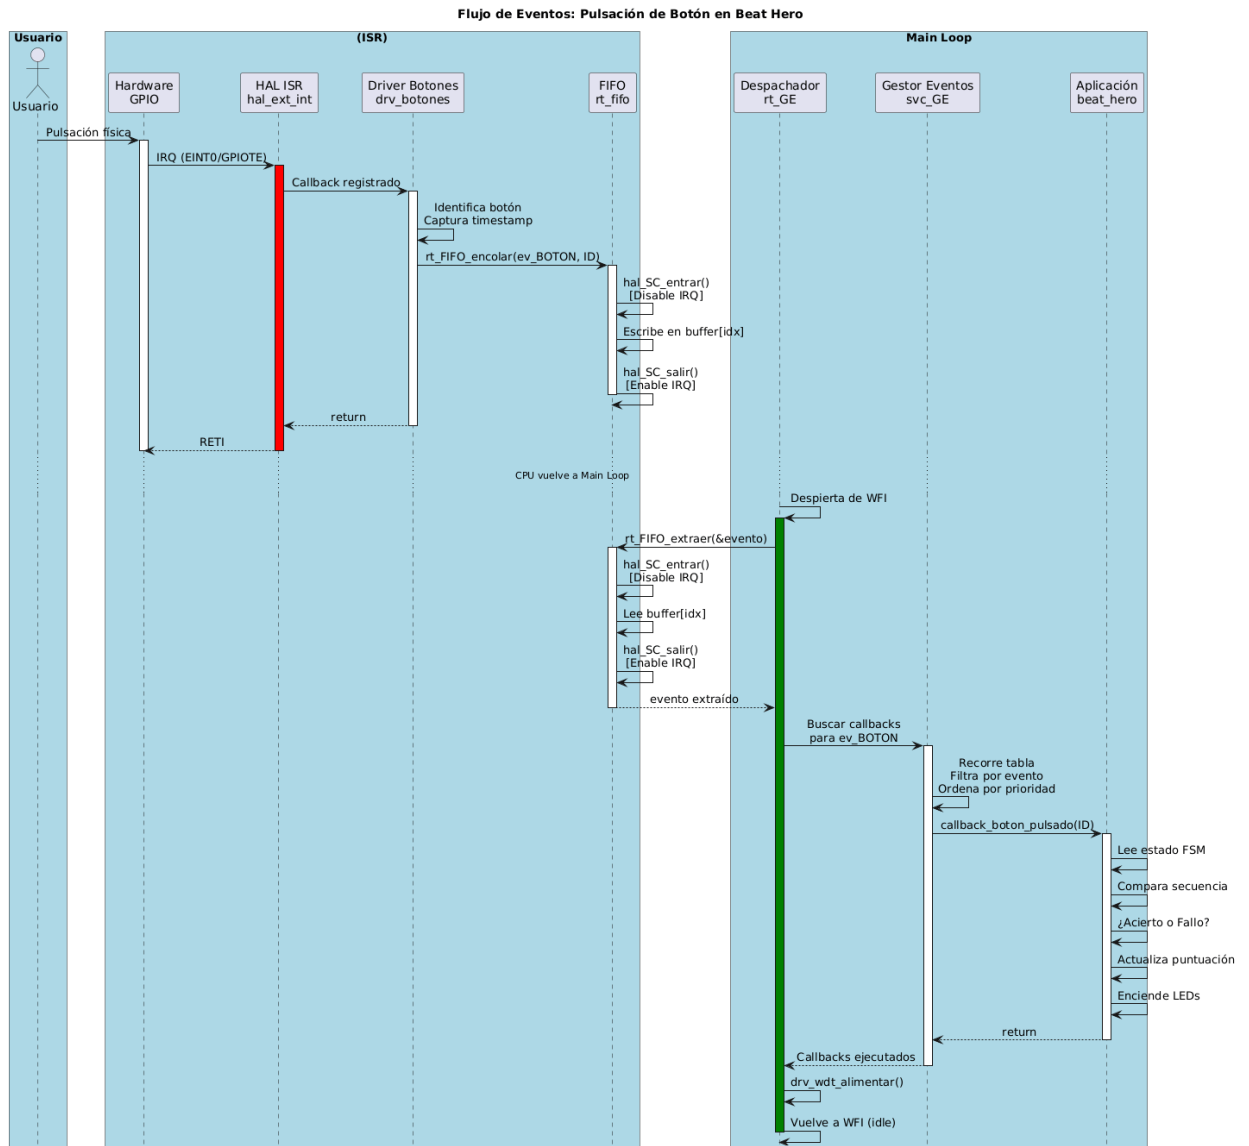 Flujo de Eventos: Pulsación de Botón en Beat Hero
Usuario
(ISR)
Main Loop
Usuario
Hardware
GPIO
HAL ISR
hal_ext_int
Driver Botones
drv_botones
FIFO
rt_fifo
Despachador
rt_GE
Gestor Eventos
svc_GE
Aplicación
beat_hero
Pulsación física
IRQ (EINT0/GPIOTE)
Callback registrado
Identifica botón
Captura timestamp
rt_FIFO_encolar(ev_BOTON, ID)
hal_SC_entrar()
[Disable IRQ]
Escribe en buffer[idx]
hal_SC_salir()
[Enable IRQ]
return
RETI
CPU vuelve a Main Loop
Despierta de WFI
rt_FIFO_extraer(&evento)
hal_SC_entrar()
[Disable IRQ]
Lee buffer[idx]
hal_SC_salir()
[Enable IRQ]
evento extraído
Buscar callbacks
para ev_BOTON
Recorre tabla
Filtra por evento
Ordena por prioridad
callback_boton_pulsado(ID)
Lee estado FSM
Compara secuencia
¿Acierto o Fallo?
Actualiza puntuación
Enciende LEDs
return
Callbacks ejecutados
drv_wdt_alimentar()
Vuelve a WFI (idle)